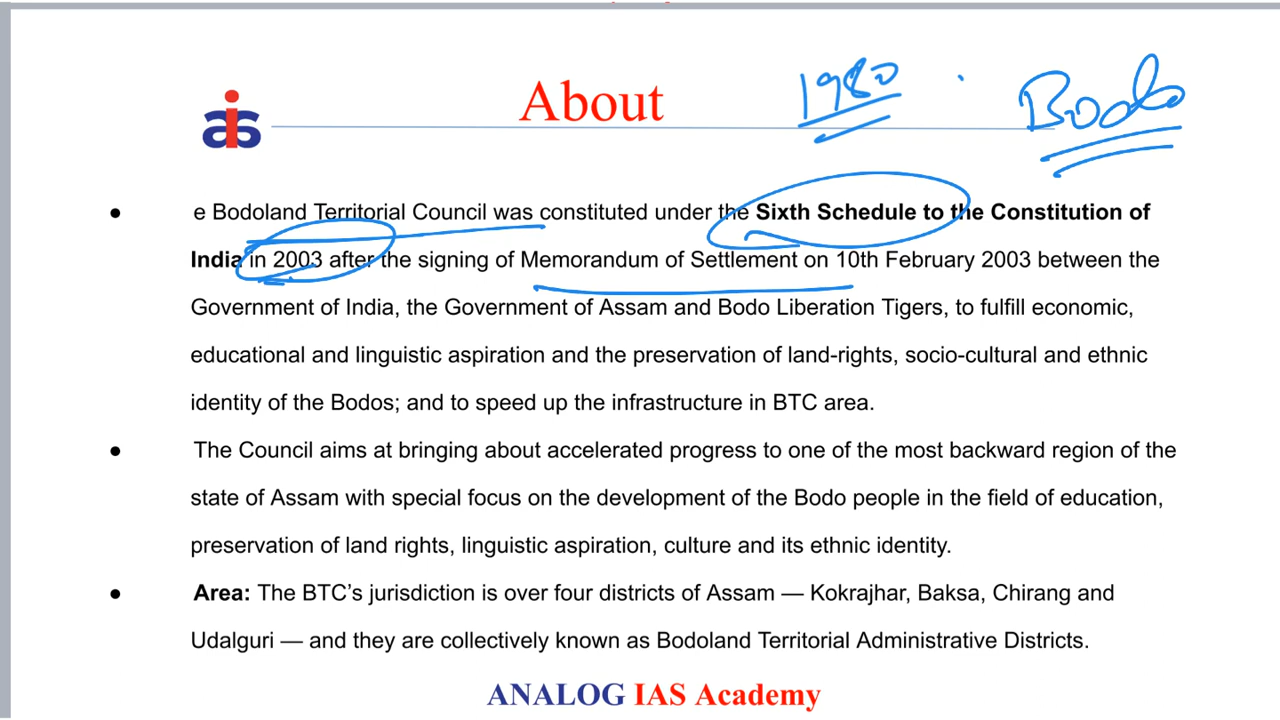 About
1980
Bodo
ais
● e Bodoland Territorial Council was constituted under the Sixth Schedule to the Constitution of
India in 2003 after the signing of Memorandum of Settlement on 10th February 2003 between the
Government of India, the Government of Assam and Bodo Liberation Tigers, to fulfill economic,
educational and linguistic aspiration and the preservation of land-rights, socio-cultural and ethnic
identity of the Bodos; and to speed up the infrastructure in BTC area.
● The Council aims at bringing about accelerated progress to one of the most backward region of the
state of Assam with special focus on the development of the Bodo people in the field of education,
preservation of land rights, linguistic aspiration, culture and its ethnic identity.
● Area: The BTC’s jurisdiction is over four districts of Assam — Kokrajhar, Baksa, Chirang and
Udalguri — and they are collectively known as Bodoland Territorial Administrative Districts.
ANALOG IAS Academy